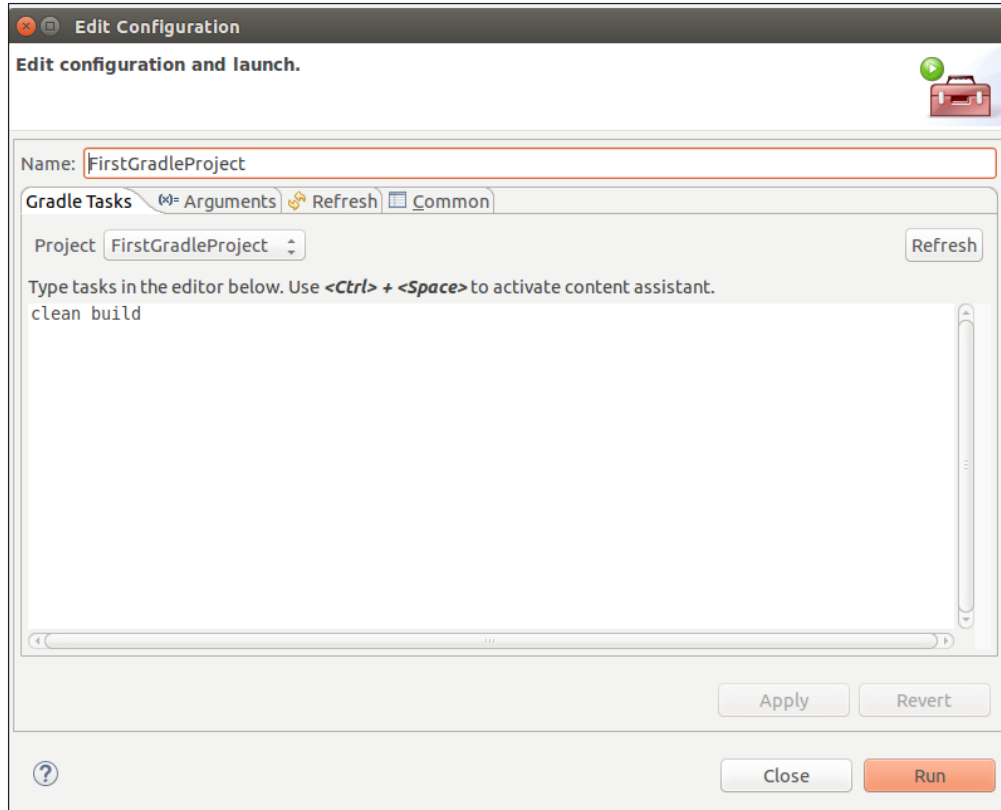 Edit Configuration
Edit configuration and launch.
Name: FirstGradleProject
Gradle Tasks (x)= Arguments Refresh Common
Project FirstGradleProject Refresh
Type tasks in the editor below. Use <Ctrl> + <Space> to activate content assistant.
clean build
Apply Revert
? Close Run